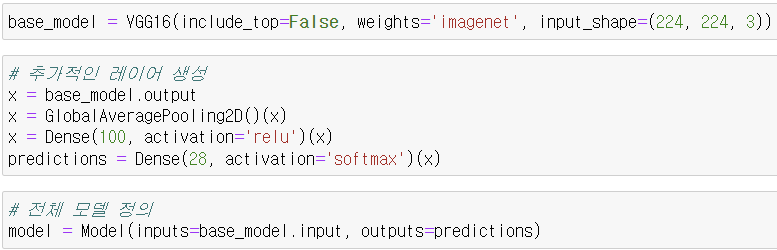 base_model = VGG16(include_top=False, weights='imagenet', input_shape=(224, 224, 3))
# 추가적인 레이어 생성
x = base_model.output
x = GlobalAveragePooling2D()(x)
x = Dense(100, activation='relu')(x)
predictions = Dense(28, activation='softmax')(x)
# 전체 모델 정의
model = Model(inputs=base_model.input, outputs=predictions)